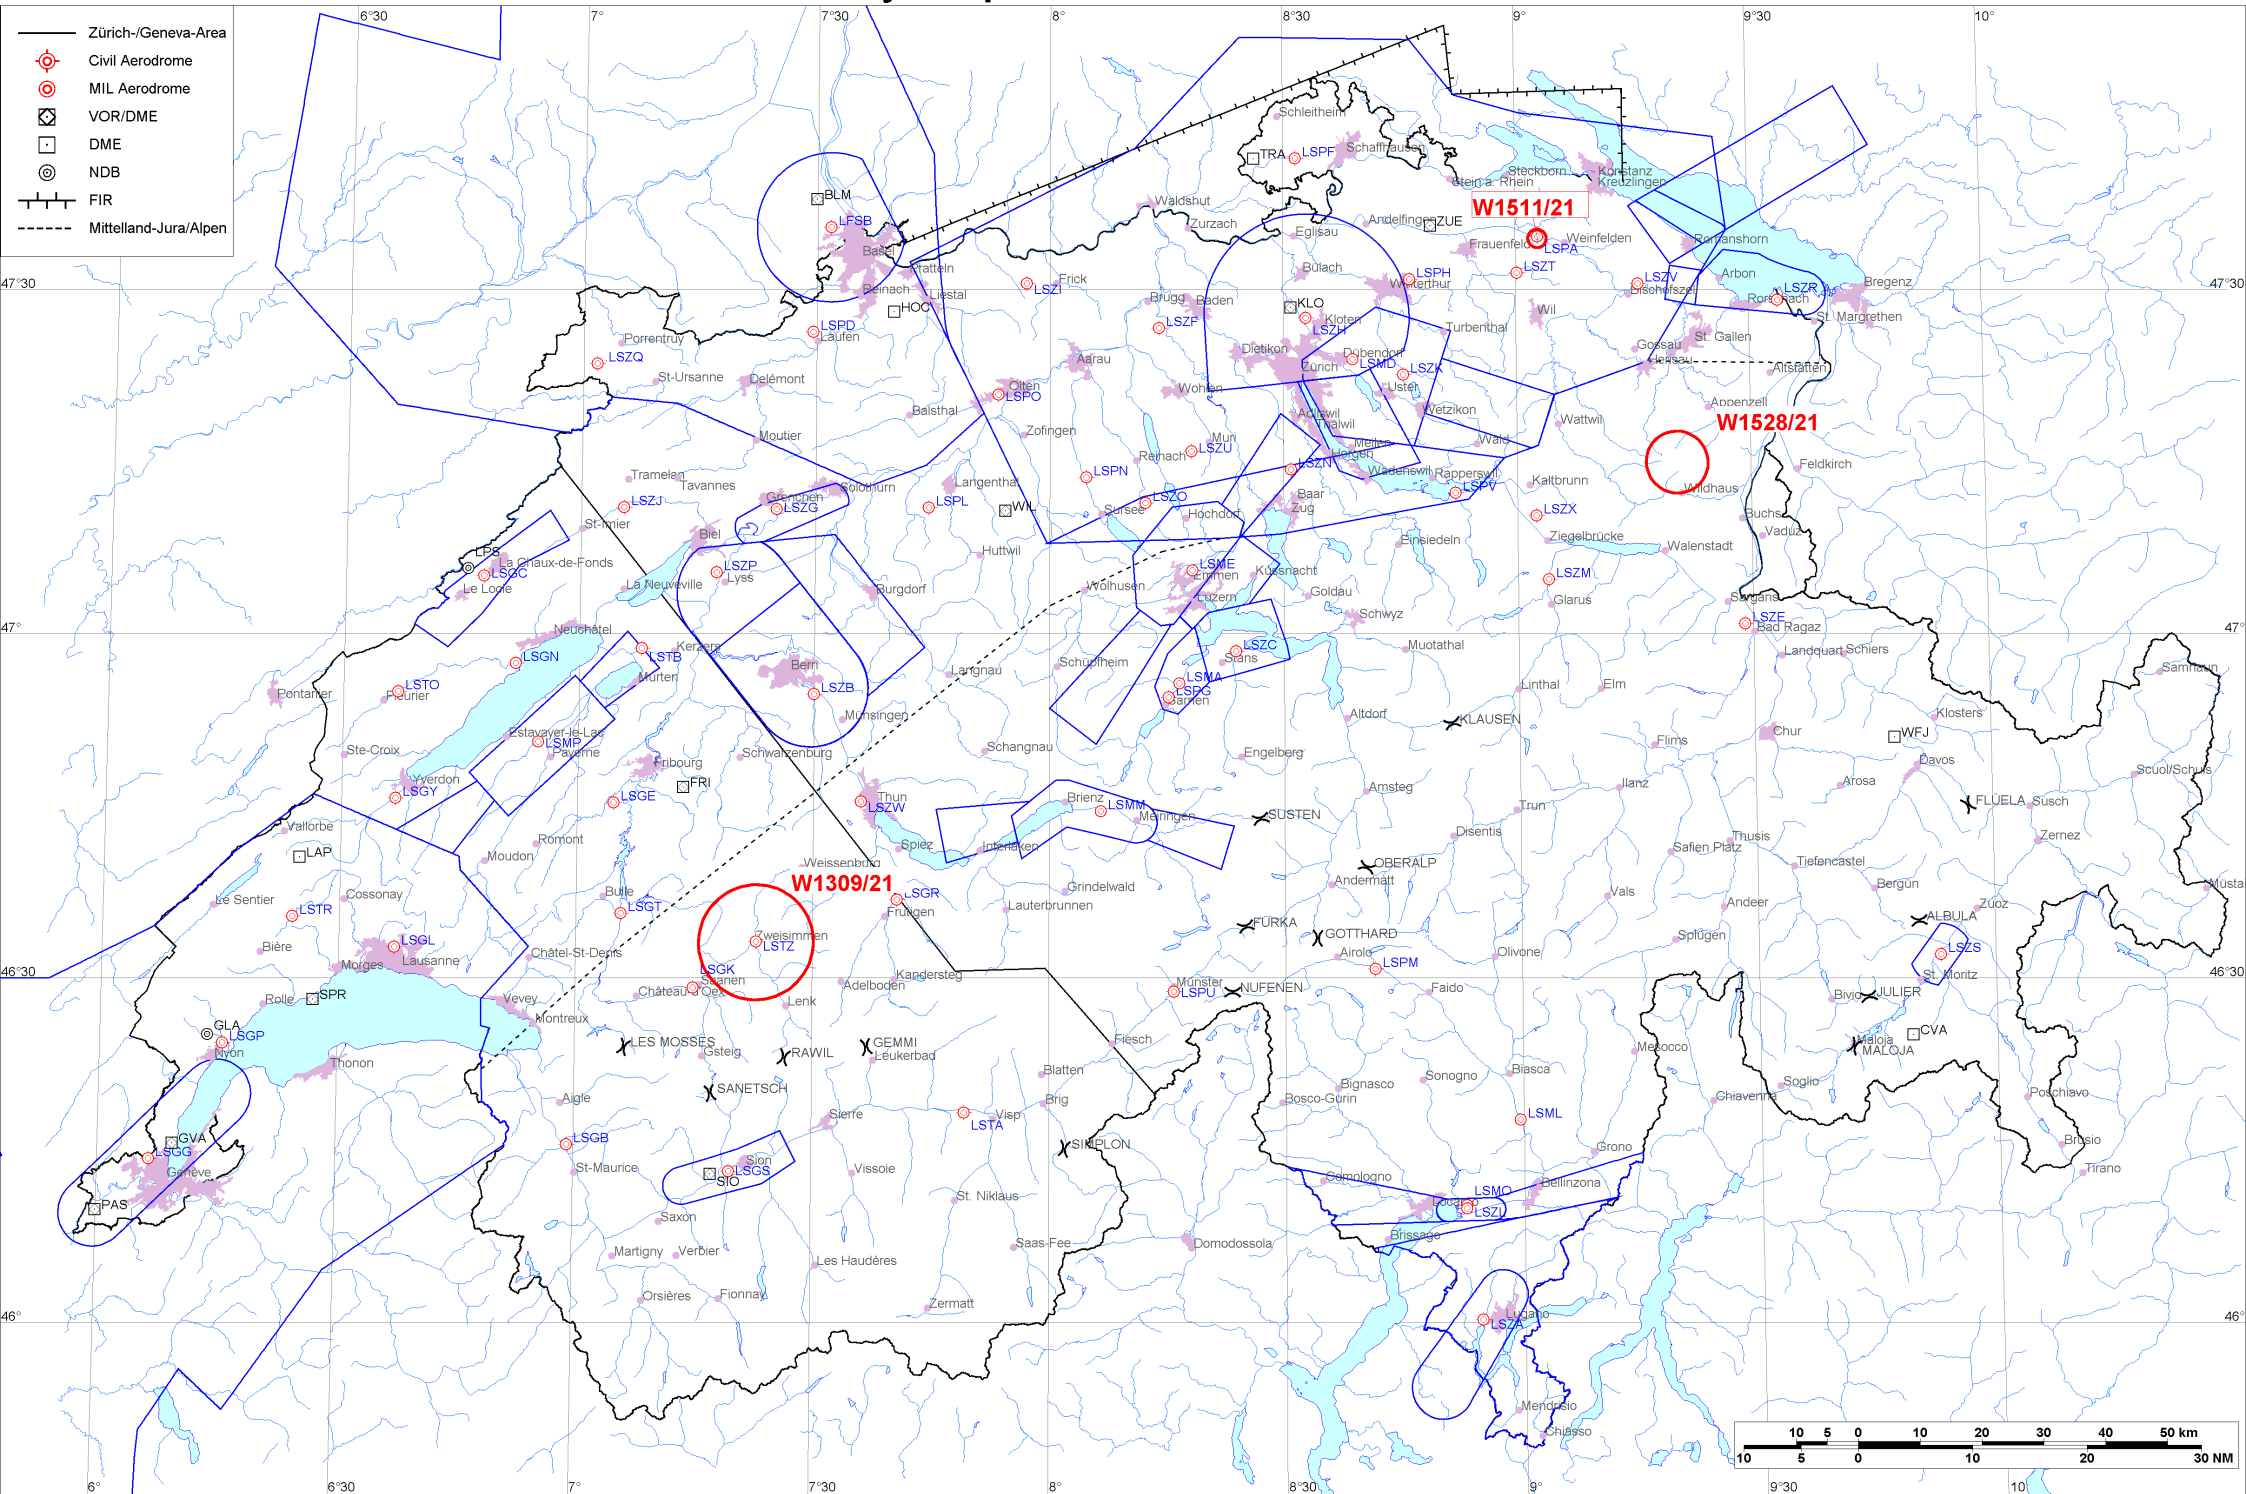 6°30
7°
7°30
8°
8°30
9°
9°30
10°
Zürich-/Geneva-Area
Civil Aerodrome
MIL Aerodrome
VOR/DME
DME
NDB
FIR
Mittelland-Jura/Alpen
Schleitheim
TRA
LSPF
Schaffhausen
Steckborn
Stein a. Rhein
Konstanz
Kreuzlingen
BLM
LFSB
Basel
Waldshut
Zurzach
Eglisau
Andelfingen
ZUE
W1511/21
LSPA
Weinfelden
Frauenfeld
Romanshorn
Pratteln
Reinach
Liestal
HOC
LSZI
Frick
Bülach
LSPH
Winterthur
LSZT
LSZV
Bischofszell
Arbon
LSZR
Rorschach
Bregenz
St. Margrethen
47°30
47°30
LSPD
Laufen
Brugg
Baden
LSZF
KLO
Kloten
LSZH
Turbenthal
Wil
St. Gallen
Gossau
Herisau
Altstätten
Porrentruy
LSZQ
St-Ursanne
Delémont
Aarau
Olten
LSPO
Dietikon
Zürich
Dübendorf
LSMD
LSZK
Uster
Wetzikon
Wohlen
Balsthal
Zofingen
Adliswil
Thalwil
Wattwil
Appenzell
W1528/21
Moutier
Muri
LSZU
Reinach
Meilen
Horgen
Wald
Feldkirch
Tramelan
Tavannes
LSPN
LSZN
Wädenswil
Rapperswil
LSPV
Kaltbrunn
Wildhaus
Solothurn
Grenchen
LSZG
Langenthal
LSPL
WIL
LSZO
Sursee
Hochdorf
Baar
Zug
LSZJ
St-Imier
LSZX
Buchs
Vaduz
Biel
Huttwil
Einsiedeln
Ziegelbrücke
Walenstadt
LPS
La Chaux-de-Fonds
LSGC
Le Locle
LSZP
Lyss
La Neuveville
Burgdorf
Wolhusen
LSME
Emmen
Luzern
Küssnacht
Goldau
Schwyz
LSZM
Glarus
Sargans
LSZE
Bad Ragaz
47°
47°
Neuchâtel
LSGN
LSTB
Kerzers
Murten
Bern
LSZB
Langnau
Schüpfheim
LSZC
Stans
LSMA
LSPG
Sarnen
Muotathal
Landquart
Schiers
Samnaun
Pontarlier
LSTO
Fleurier
Münsingen
Altdorf
Linthal
Elm
KLAUSEN
Klosters
WFJ
Estavayer-le-Lac
LSMP
Payerne
Ste-Croix
Schwarzenburg
Schangnau
Engelberg
Flims
Chur
Davos
Yverdon
LSGY
Fribourg
FRI
LSGE
Thun
LSZW
Brienz
LSMM
Meiringen
SUSTEN
Amsteg
Trun
Ilanz
Arosa
FLÜELA
Susch
Scuol/Schuls
Vallorbe
LAP
Romont
Moudon
Spiez
Interlaken
Disentis
Safien Platz
Thusis
Tiefencastel
Zernez
Weissenburg
W1309/21
OBERALP
Andermatt
Bergün
Cossonay
Le Sentier
LSTR
Bulle
LSGT
LSGR
Frutigen
Grindelwald
Lauterbrunnen
FURKA
GOTTHARD
Vals
Andeer
ALBULA
Zuoz
Bière
LSGL
Lausanne
Morges
Châtel-St-Denis
Zweisimmen
LSTZ
LSGK
Saanen
Château-d'Oex
Airolo
LSPM
Olivone
Splügen
LSZS
St. Moritz
46°30
46°30
Rolle
SPR
Vevey
Montreux
Lenk
Adelboden
Kandersteg
Münster
LSPU
NUFENEN
Faido
Bivio
JULIER
GLA
LSGP
Nyon
Thonon
LES MOSSES
Gsteig
RAWIL
GEMMI
Leukerbad
Fiesch
Mesocco
CVA
Maloja
MALOJA
SANETSCH
Blatten
Brig
Bignasco
Bosco-Gurin
Sonogno
Biasca
Soglio
Chiavenna
Poschiavo
Aigle
Sierre
LSTA
Visp
LSML
GVA
LSGG
Genève
LSGB
St-Maurice
Sion
LSGS
SIO
Vissoie
SIMPLON
Grono
Brusio
Tirano
PAS
Saxon
St. Niklaus
Comologno
Locarno
LSMO
LSZL
Bellinzona
Martigny
Verbier
Les Haudères
Saas-Fee
Domodossola
Brissago
Orsières
Fionnay
Zermatt
Lugano
LSZA
46°
46°
Mendrisio
Chiasso
10 5 0 10 20 30 40 50 km
10 5 0 10 20 30 NM
6°
6°30
7°
7°30
8°
8°30
9°
9°30
10